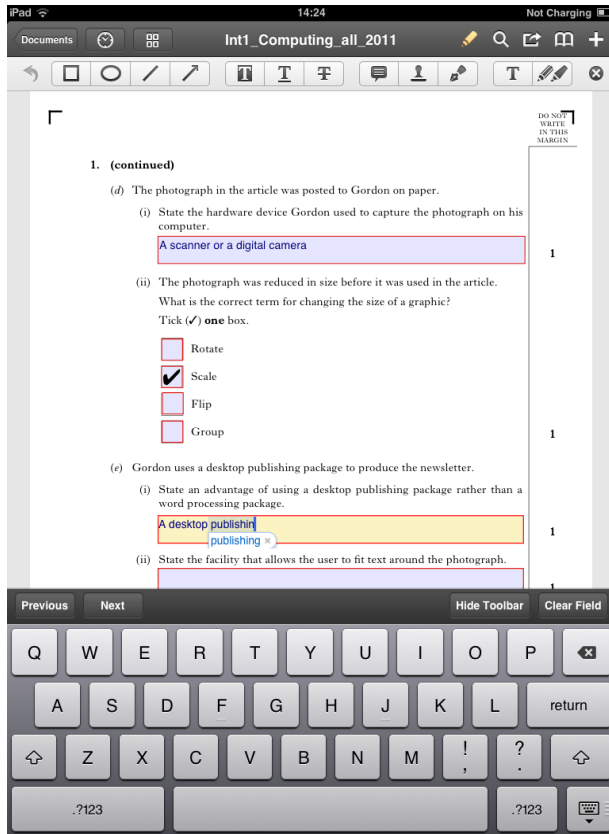 iPad 14:24 Not Charging
Documents Int1_Computing_all_2011
T T T T
DO NOT
WRITE
IN THIS
MARGIN
1. (continued)
(d) The photograph in the article was posted to Gordon on paper.
(i) State the hardware device Gordon used to capture the photograph on his
computer.
A scanner or a digital camera
1
(ii) The photograph was reduced in size before it was used in the article.
What is the correct term for changing the size of a graphic?
Tick (✓) one box.
Rotate
✔ Scale
Flip
Group 1
(e) Gordon uses a desktop publishing package to produce the newsletter.
(i) State an advantage of using a desktop publishing package rather than a
word processing package.
A desktop publishin
1
publishing ×
(ii) State the facility that allows the user to fit text around the photograph.
1
Previous Next Hide Toolbar Clear Field
Q W E R T Y U I O P
A S D F G H J K L return
Z X C V B N M ! , ? .
.?123 .?123